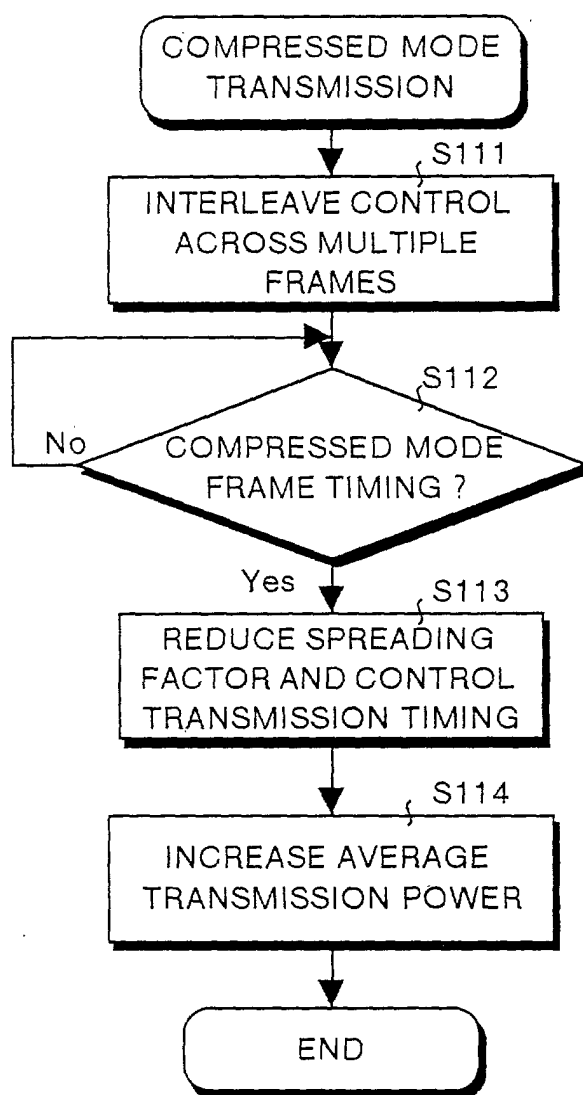 COMPRESSED MODE
TRANSMISSION
S111
INTERLEAVE CONTROL
ACROSS MULTIPLE
FRAMES
S112
No
COMPRESSED MODE
FRAME TIMING ?
Yes
S113
REDUCE SPREADING
FACTOR AND CONTROL
TRANSMISSION TIMING
S114
INCREASE AVERAGE
TRANSMISSION POWER
END